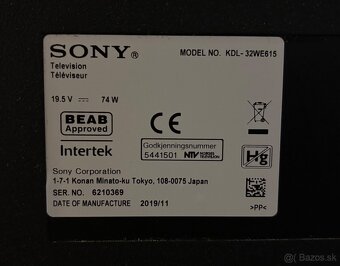 SONY®
MODEL NO. KDL-32WE615
Television
Téléviseur
19.5 V ⎓ 74 W
BEAB
Approved
Intertek
CE
Godkjenningsnummer
5441501 NTV
Hg
Sony Corporation
1-7-1 Konan Minato-ku Tokyo, 108-0075 Japan
SER. NO. 6210369
DATE OF MANUFACTURE 2019/11
>PP<
Bazos.sk